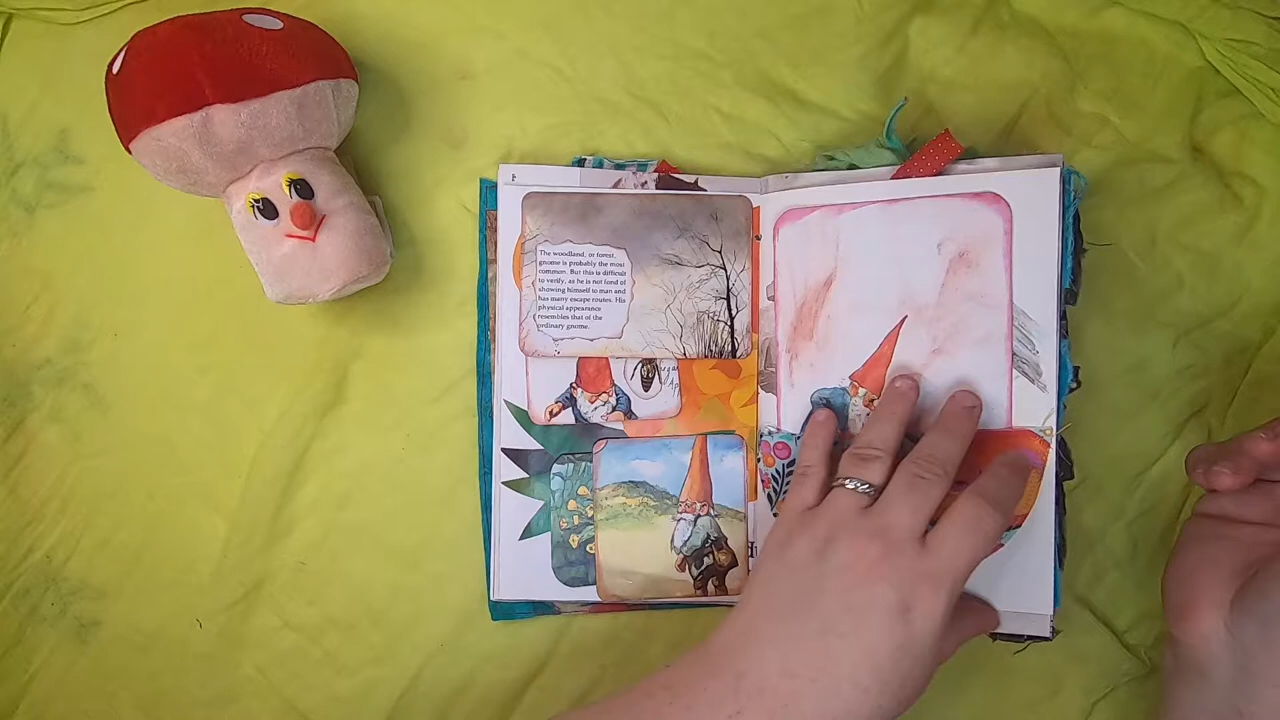 The woodland, or forest,
gnome is probably the most
common. But this is difficult
to verify, as he is not fond of
showing himself to man and
has many escape routes. His
physical appearance
resembles that of the
ordinary gnome.